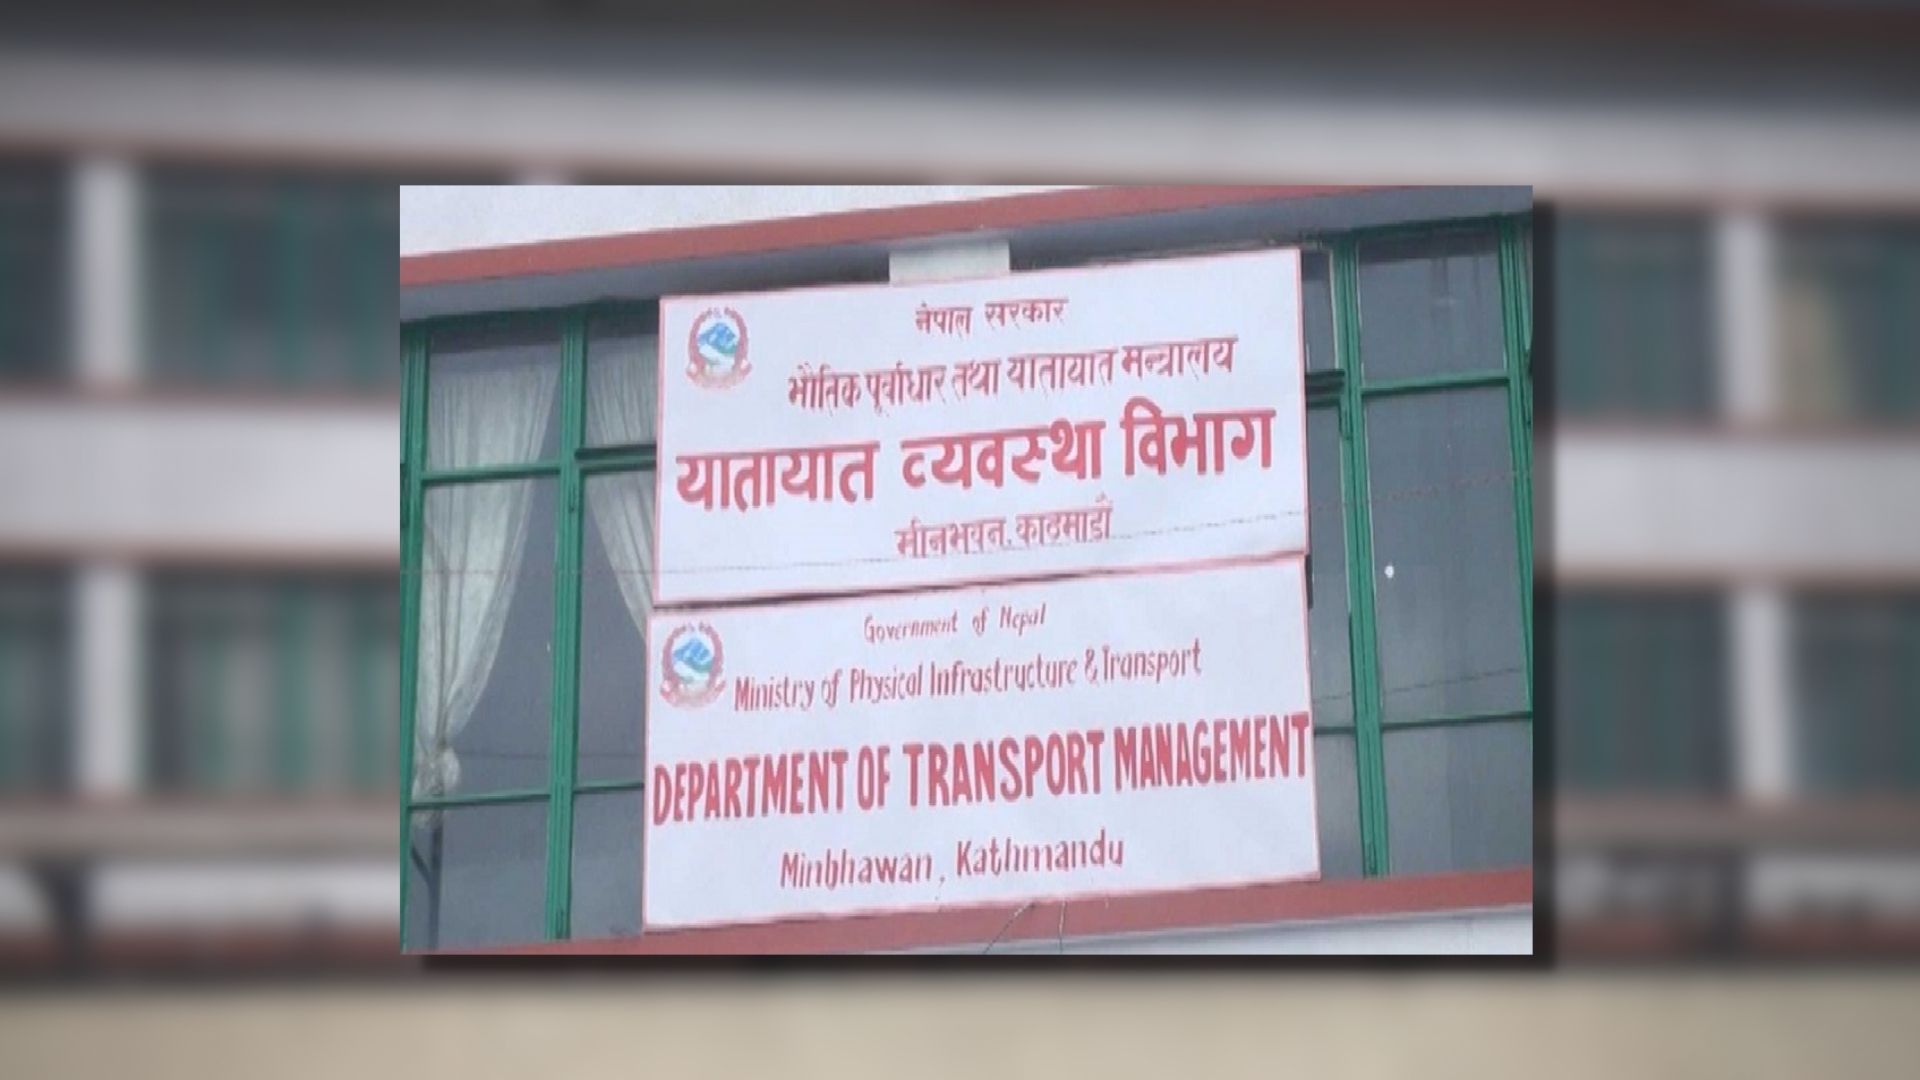 नेपाल सरकार
भौतिक पूर्वाधार तथा यातायात मन्त्रालय
यातायात व्यवस्था विभाग
मीनभवन, काठमाडौं
Government of Nepal
Ministry of Physical Infrastructure & Transport
DEPARTMENT OF TRANSPORT MANAGEMENT
Minbhawan, Kathmandu